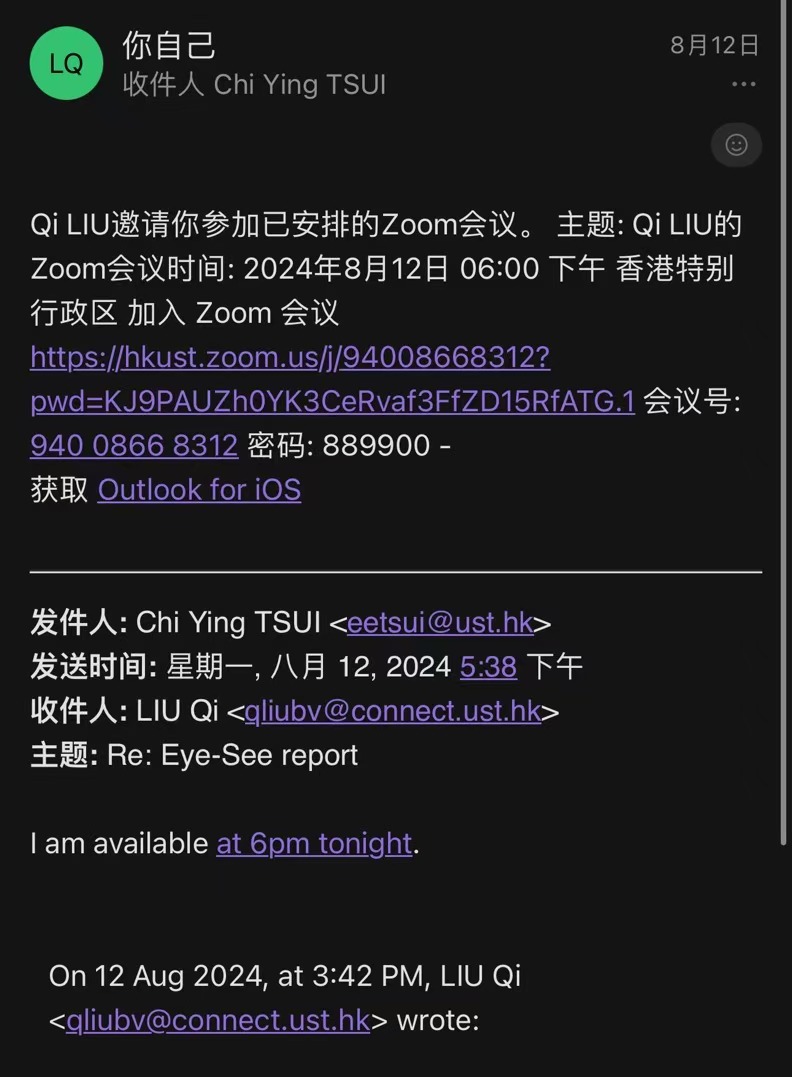 LQ
你自己
8月12日
收件人 Chi Ying TSUI
Qi LIU邀请你参加已安排的Zoom会议。 主题: Qi LIU的
Zoom会议时间: 2024年8月12日 06:00 下午 香港特别
行政区 加入 Zoom 会议
https://hkust.zoom.us/j/94008668312?
pwd=KJ9PAUZh0YK3CeRvaf3FfZD15RfATG.1 会议号:
940 0866 8312 密码: 889900 -
获取 Outlook for iOS
发件人: Chi Ying TSUI <eetsui@ust.hk>
发送时间: 星期一, 八月 12, 2024 5:38 下午
收件人: LIU Qi <qliubv@connect.ust.hk>
主题: Re: Eye-See report
I am available at 6pm tonight.
On 12 Aug 2024, at 3:42 PM, LIU Qi
<qliubv@connect.ust.hk> wrote: